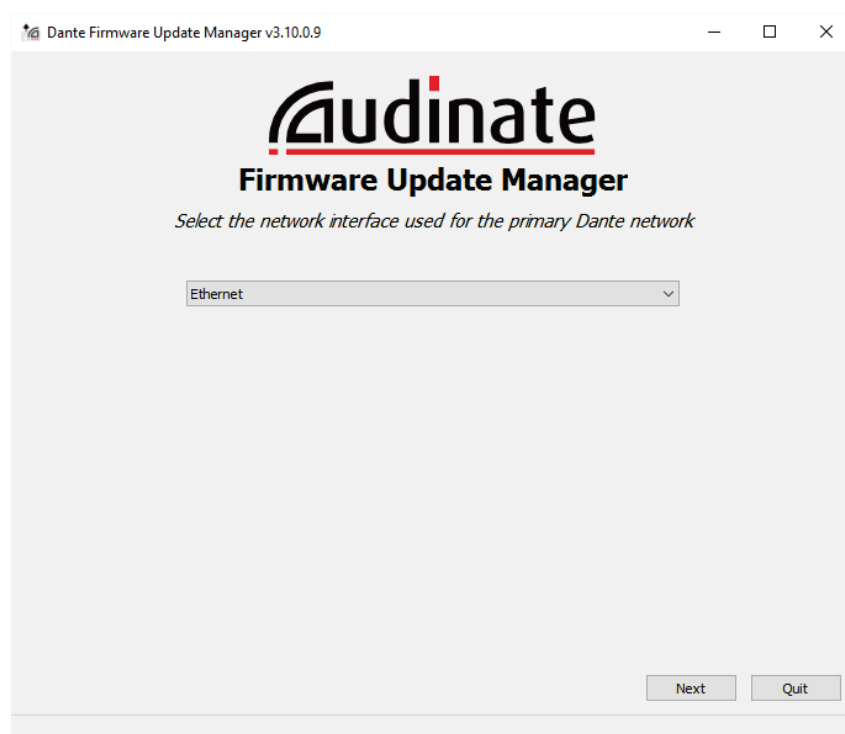 Dante Firmware Update Manager v3.10.0.9
Audinate
Firmware Update Manager
Select the network interface used for the primary Dante network
Ethernet
Next Quit